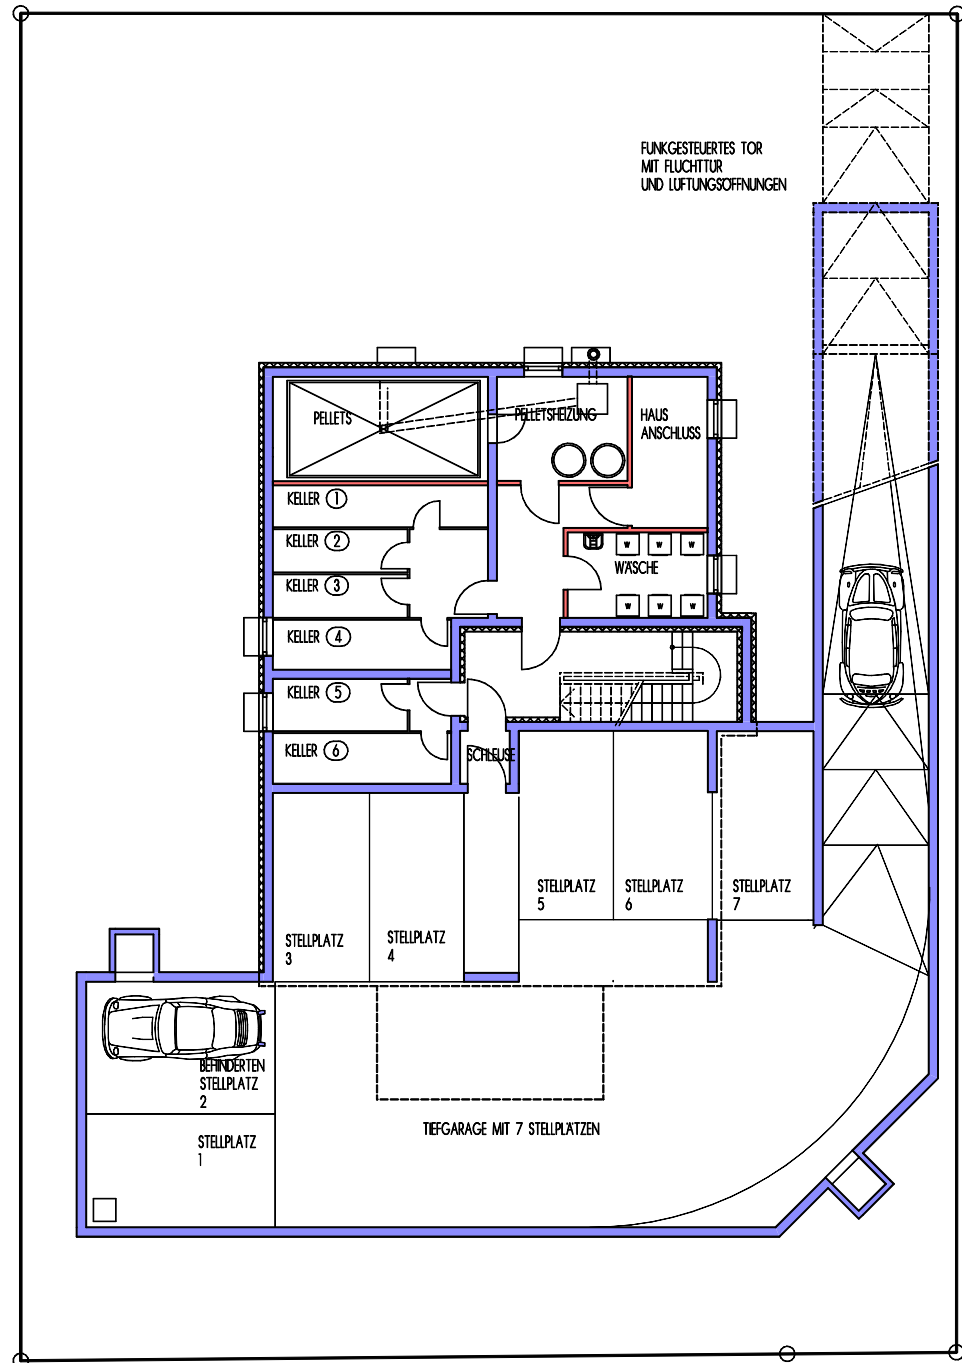 FUNKGESTEUERTES TOR
MIT FLUCHTTÜR
UND LÜFTUNGSÖFFNUNGEN
PELLETS
PELLETSHEIZUNG
HAUS
ANSCHLUSS
KELLER 1
KELLER 2
KELLER 3
KELLER 4
KELLER 5
KELLER 6
W W W
WÄSCHE
W W W
SCHLEUSE
STELLPLATZ
3
STELLPLATZ
4
STELLPLATZ
5
STELLPLATZ
6
STELLPLATZ
7
BEHINDERTEN
STELLPLATZ
2
STELLPLATZ
1
TIEFGARAGE MIT 7 STELLPLÄTZEN